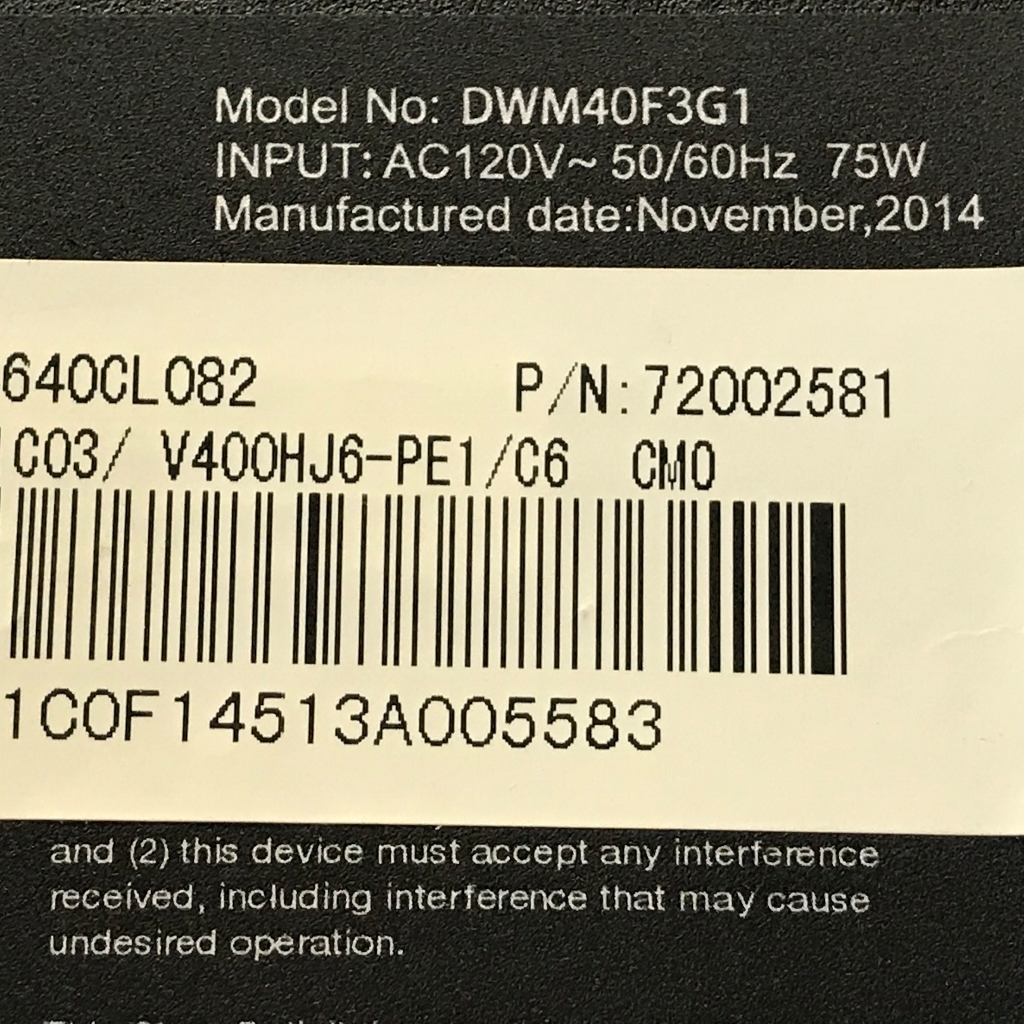 Model No: DWM40F3G1
INPUT: AC120V~ 50/60Hz 75W
Manufactured date:November,2014
640CL082 P/N:72002581
C03/ V400HJ6-PE1/C6 CMO
1C0F14513A005583
and (2) this device must accept any interference
received, including interference that may cause
undesired operation.